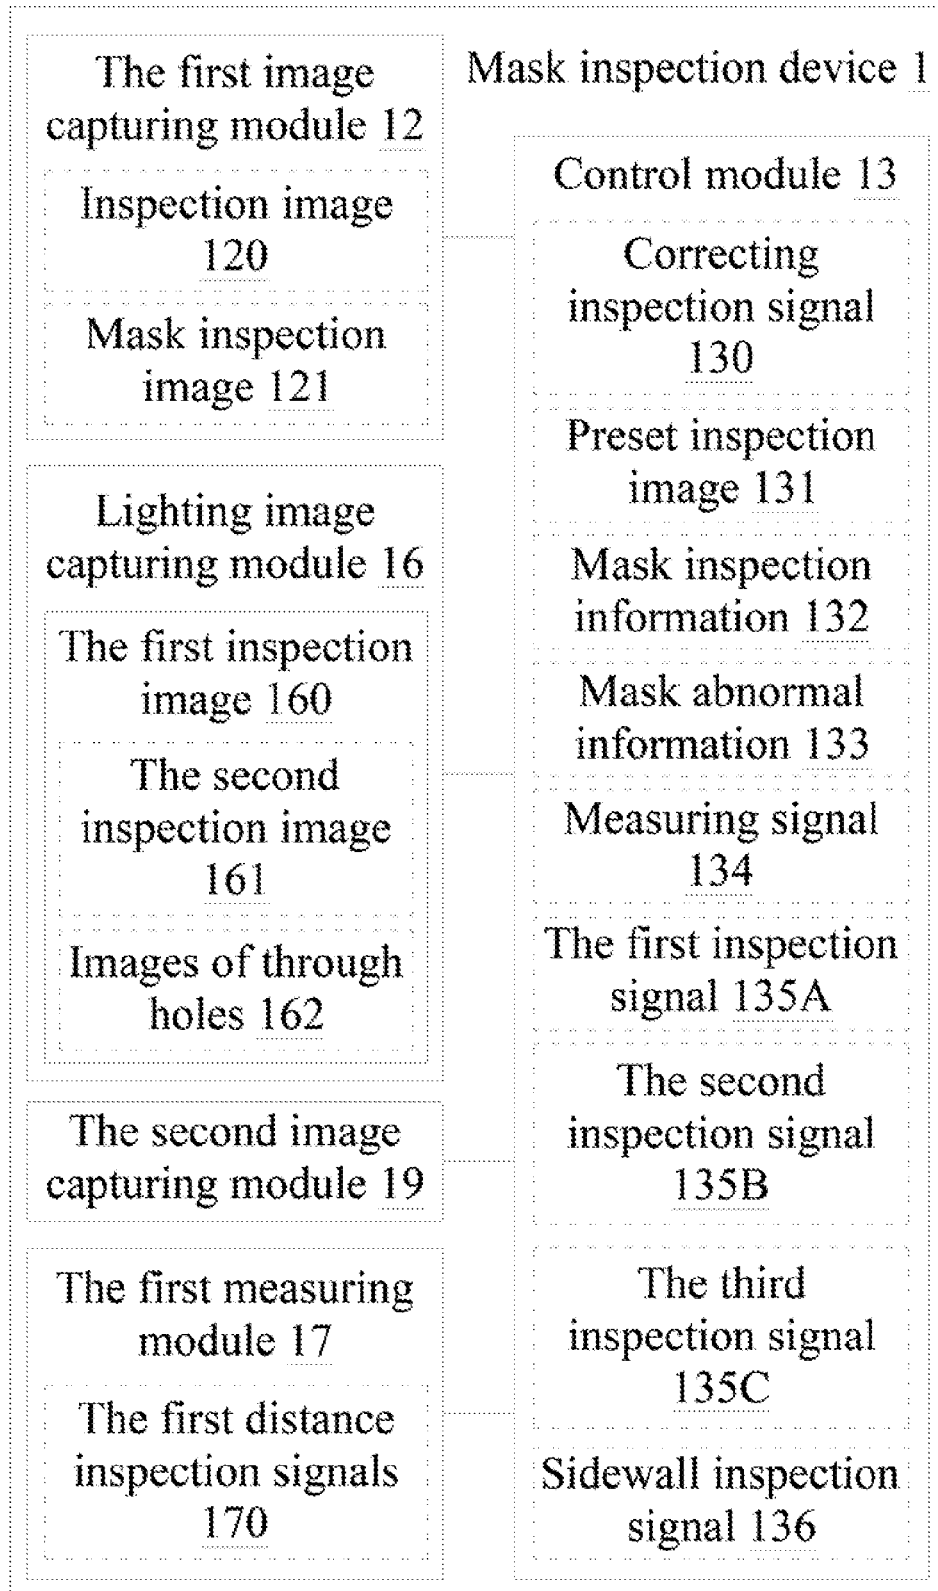 Mask inspection device 1
The first image
capturing module 12
Inspection image
120
Mask inspection
image 121
Lighting image
capturing module 16
The first inspection
image 160
The second
inspection image
161
Images of through
holes 162
The second image
capturing module 19
The first measuring
module 17
The first distance
inspection signals
170
Control module 13
Correcting
inspection signal
130
Preset inspection
image 131
Mask inspection
information 132
Mask abnormal
information 133
Measuring signal
134
The first inspection
signal 135A
The second
inspection signal
135B
The third
inspection signal
135C
Sidewall inspection
signal 136